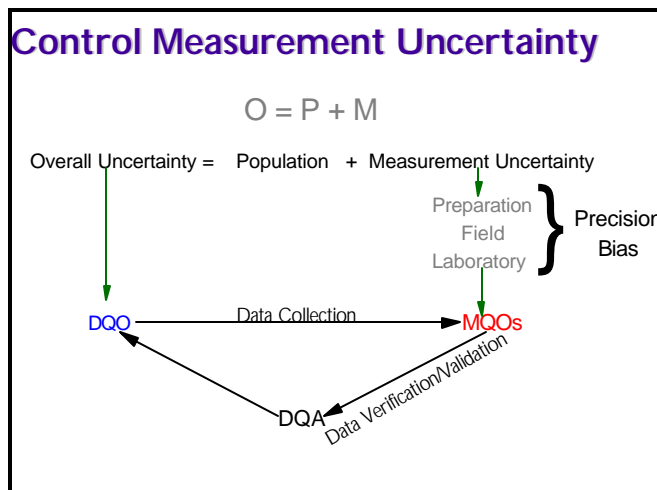 Control Measurement Uncertainty
O = P + M
Overall Uncertainty = Population + Measurement Uncertainty
Preparation
Field
Laboratory
}
Precision
Bias
DQO
Data Collection
MQOs
Data Verification/Validation
DQA